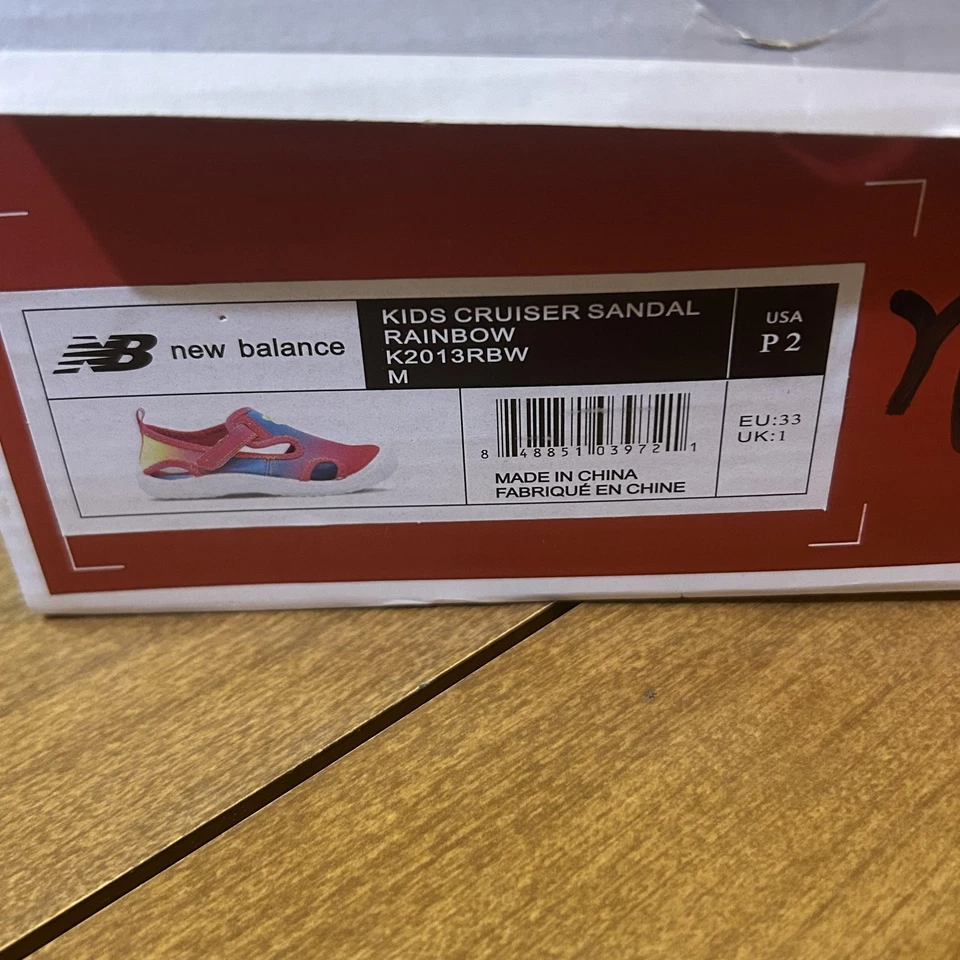 NB new balance
KIDS CRUISER SANDAL
RAINBOW
K2013RBW
M
USA
P 2
8 48851 03972 1
MADE IN CHINA
FABRIQUÉ EN CHINE
EU:33
UK:1